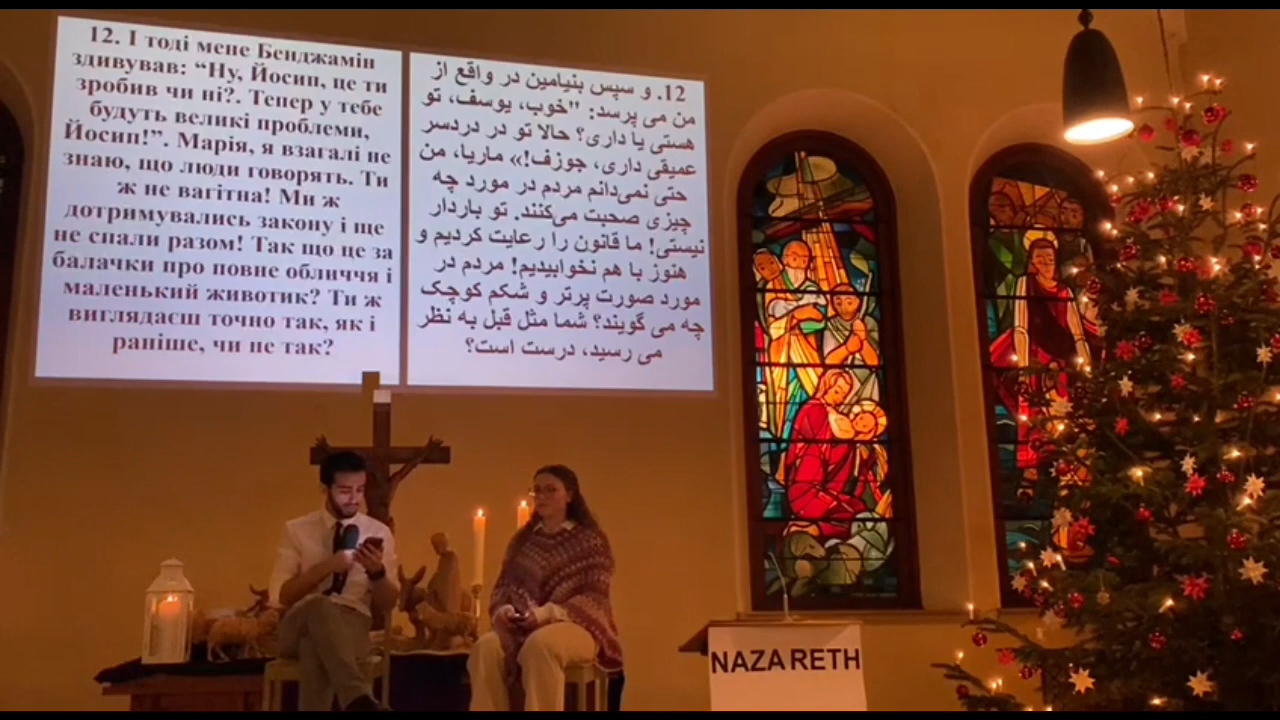 12. І тоді мене Бенджамін
здивував: “Ну, Йосип, це ти
зробив чи ні?. Тепер у тебе
будуть великі проблеми,
Йосип!”. Марія, я взагалі не
знаю, що люди говорять. Ти
ж не вагітна! Ми ж
дотримувались закону і ще
не спали разом! Так що це за
балачки про повне обличчя і
маленький животик? Ти ж
виглядаєш точно так, як і
раніше, чи не так?
12. و سپس بنیامین در واقع از
من می پرسد: "خوب، یوسف، تو
هستی یا داری؟ حالا تو در دردسر
عمیقی داری، جوزف!» ماریا، من
حتی نمی‌دانم مردم در مورد چه
چیزی صحبت می‌کنند. تو باردار
نیستی! ما قانون را رعایت کردیم و
هنوز با هم نخوابیدیم! مردم در
مورد صورت پرتر و شکم کوچک
چه می گویند؟ شما مثل قبل به نظر
می رسید، درست است؟
NAZARETH